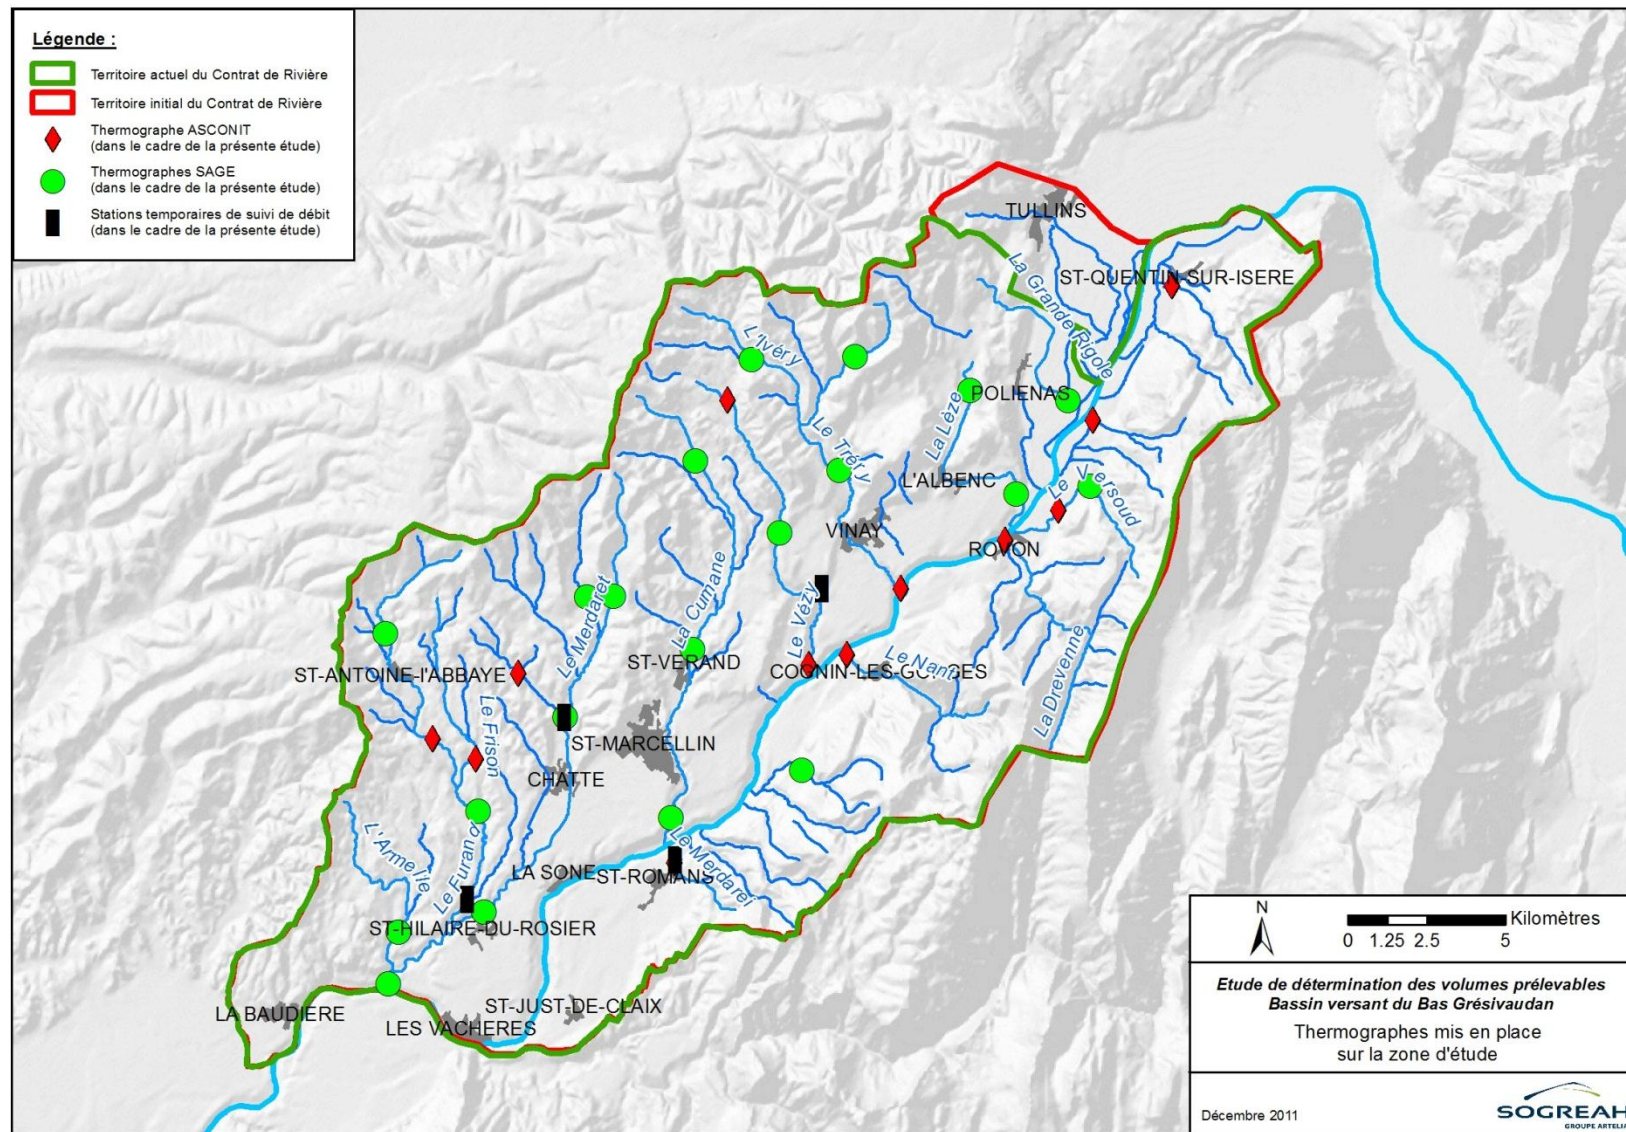 Légende :
Territoire actuel du Contrat de Rivière
Territoire initial du Contrat de Rivière
Thermographe ASCONIT
(dans le cadre de la présente étude)
Thermographes SAGE
(dans le cadre de la présente étude)
Stations temporaires de suivi de débit
(dans le cadre de la présente étude)
TULLINS
ST-QUENTIN-SUR-ISERE
La Grande Rigole
L'Ivéry
POLIENAS
La Lèze
Le Tréry
L'ALBENC
Le Versoud
VINAY
ROVON
Le Merdaret
La Cumane
Le Vézy
ST-VERAND
COGNIN-LES-GORGES
Le Nant
La Drevenne
ST-ANTOINE-l'ABBAYE
Le Frison
ST-MARCELLIN
CHATTE
L'Armelle
Le Furand
LA SONE
ST-ROMANS
Le Merdarei
ST-HILAIRE-DU-ROSIER
LA BAUDIERE
LES VACHERES
ST-JUST-DE-CLAIX
N
Kilomètres
0 1.25 2.5 5
Etude de détermination des volumes prélevables
Bassin versant du Bas Grésivaudan
Thermographes mis en place
sur la zone d'étude
Décembre 2011
SOGREAH
GROUPE ARTELIA